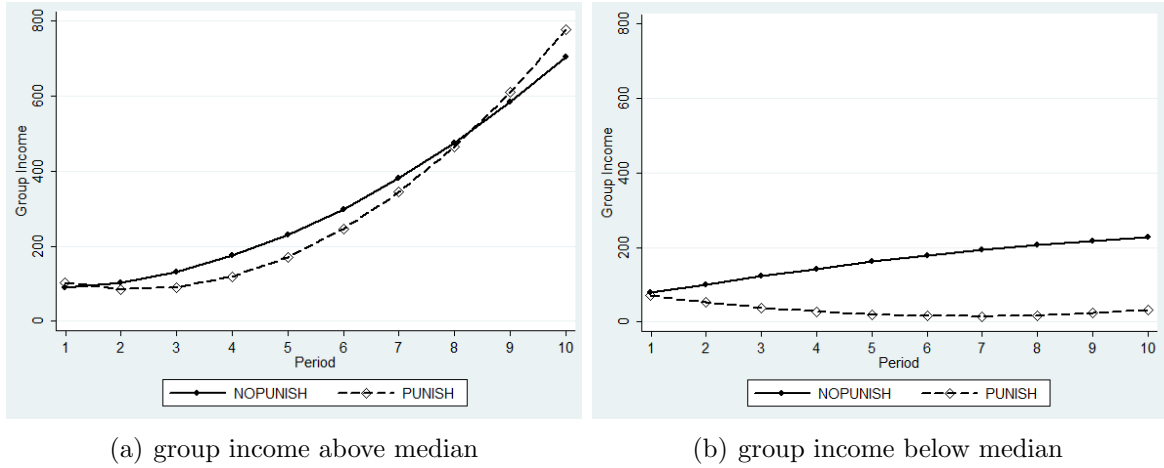 Group Income
0 200 400 600 800
1 2 3 4 5 6 7 8 9 10
Period
NOPUNISH PUNISH
(a) group income above median
Group Income
0 200 400 600 800
1 2 3 4 5 6 7 8 9 10
Period
NOPUNISH PUNISH
(b) group income below median